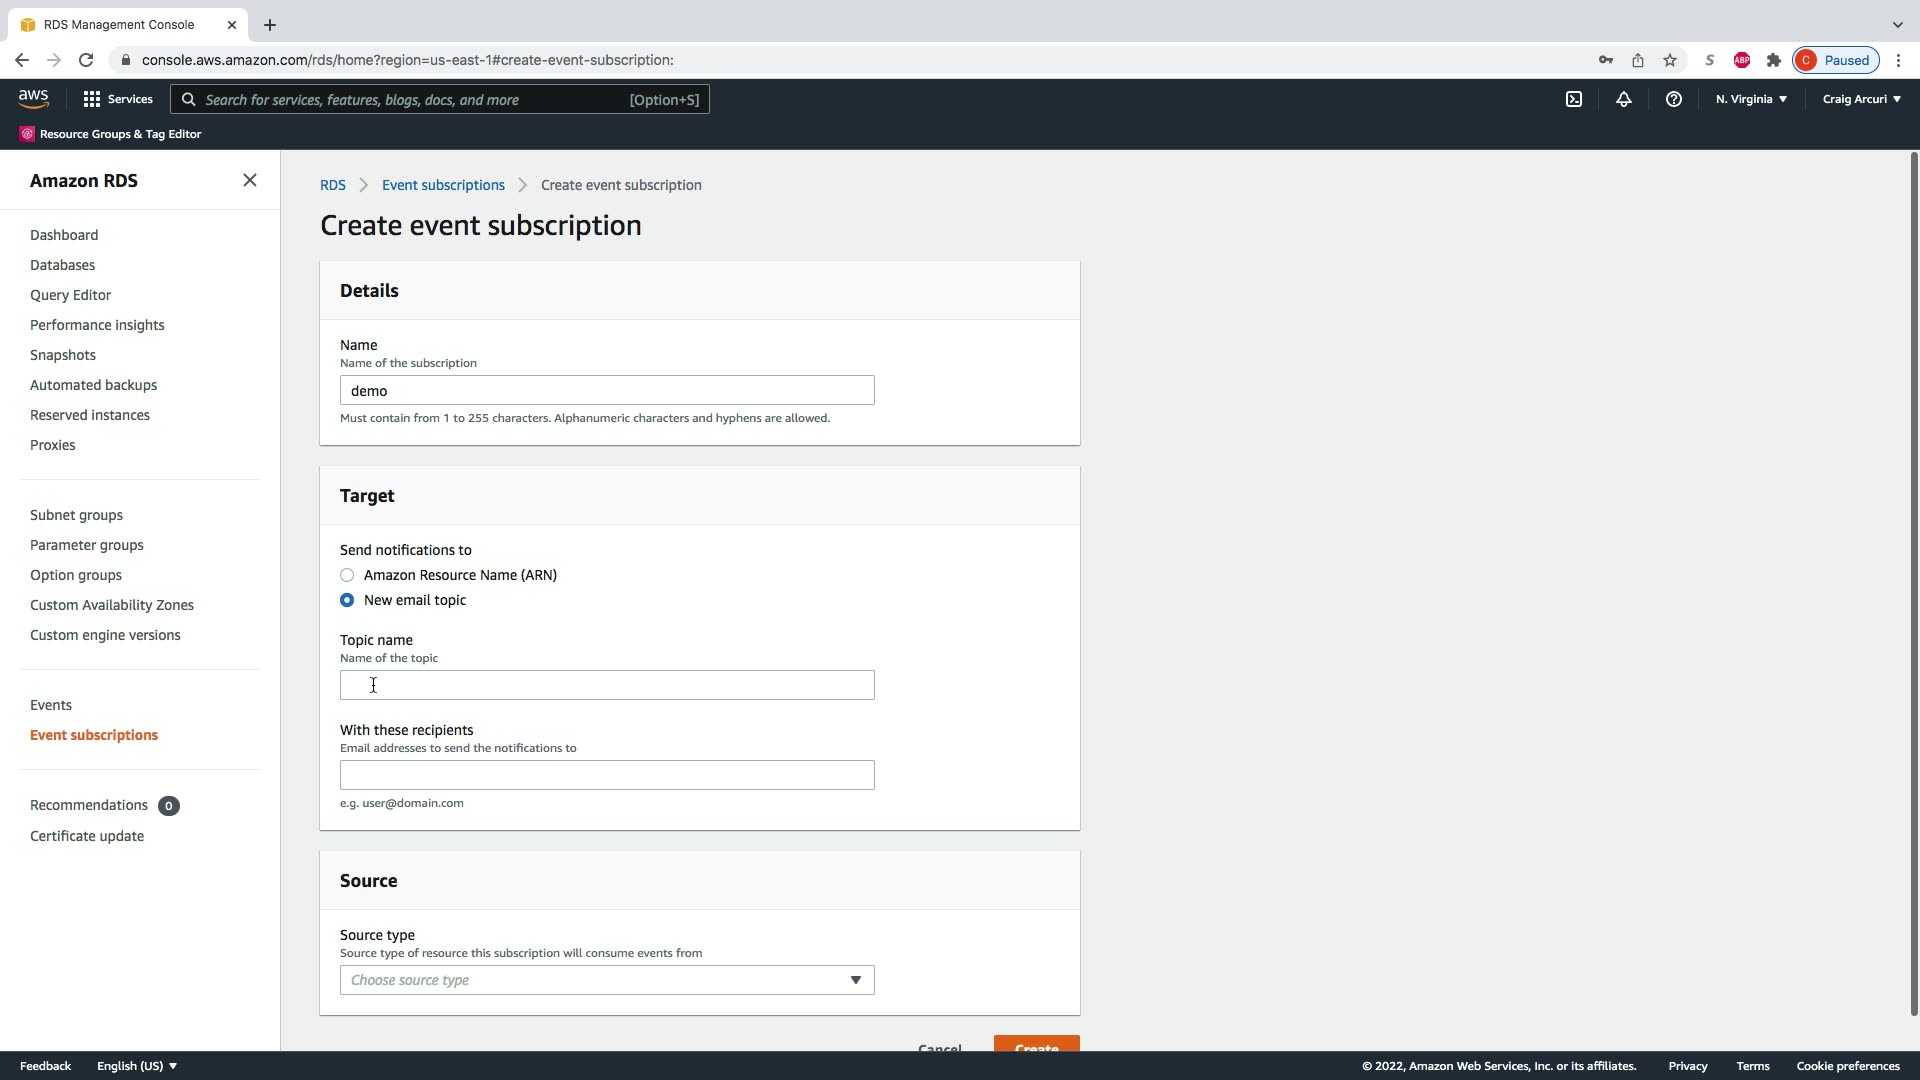 RDS Management Console
console.aws.amazon.com/rds/home?region=us-east-1#create-event-subscription:
S
ABP
C Paused
aws
Services
Search for services, features, blogs, docs, and more [Option+S]
N. Virginia
Craig Arcuri
Resource Groups & Tag Editor
Amazon RDS
Dashboard
Databases
Query Editor
Performance insights
Snapshots
Automated backups
Reserved instances
Proxies
Subnet groups
Parameter groups
Option groups
Custom Availability Zones
Custom engine versions
Events
Event subscriptions
Recommendations 0
Certificate update
RDS > Event subscriptions > Create event subscription
Create event subscription
Details
Name
Name of the subscription
demo
Must contain from 1 to 255 characters. Alphanumeric characters and hyphens are allowed.
Target
Send notifications to
Amazon Resource Name (ARN)
New email topic
Topic name
Name of the topic
With these recipients
Email addresses to send the notifications to
e.g. user@domain.com
Source
Source type
Source type of resource this subscription will consume events from
Choose source type
Cancel
Create
Feedback
English (US)
© 2022, Amazon Web Services, Inc. or its affiliates.
Privacy
Terms
Cookie preferences